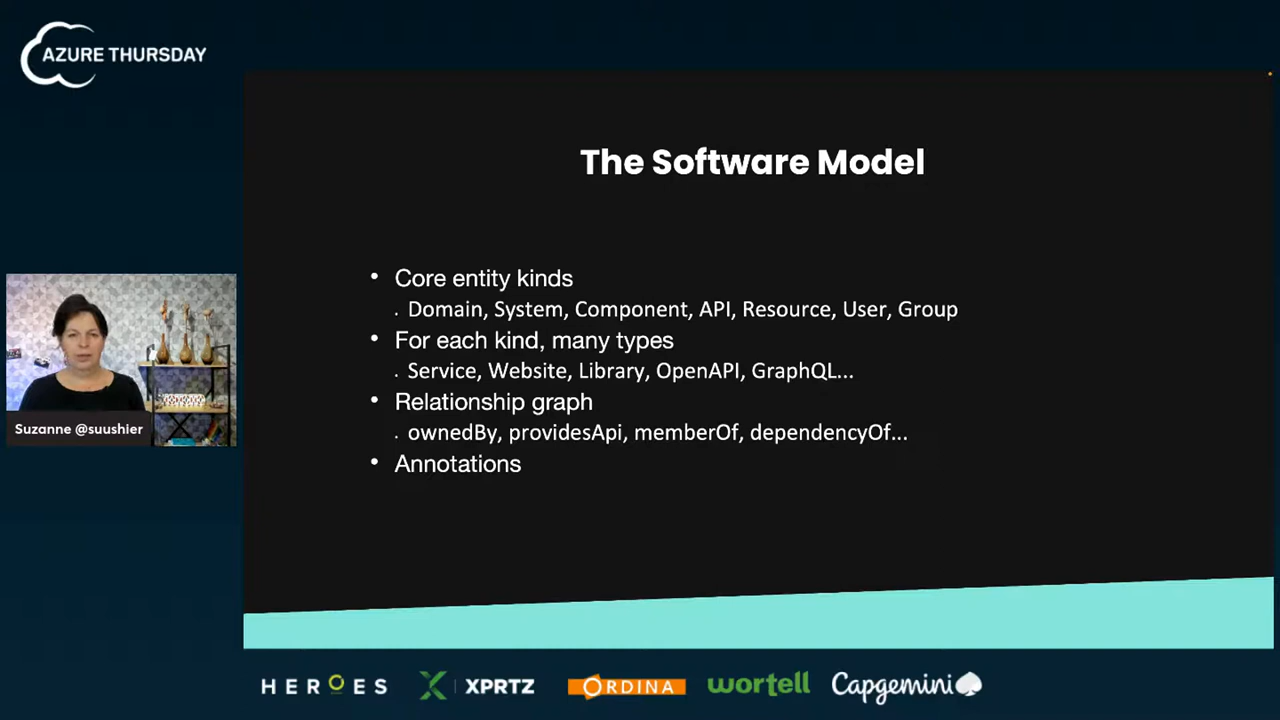 AZURE THURSDAY
The Software Model
• Core entity kinds
. Domain, System, Component, API, Resource, User, Group
• For each kind, many types
. Service, Website, Library, OpenAPI, GraphQL...
• Relationship graph
. ownedBy, providesApi, memberOf, dependencyOf...
• Annotations
Suzanne @suushier
HEROES
XPRTZ
ORDINA
wortell
Capgemini